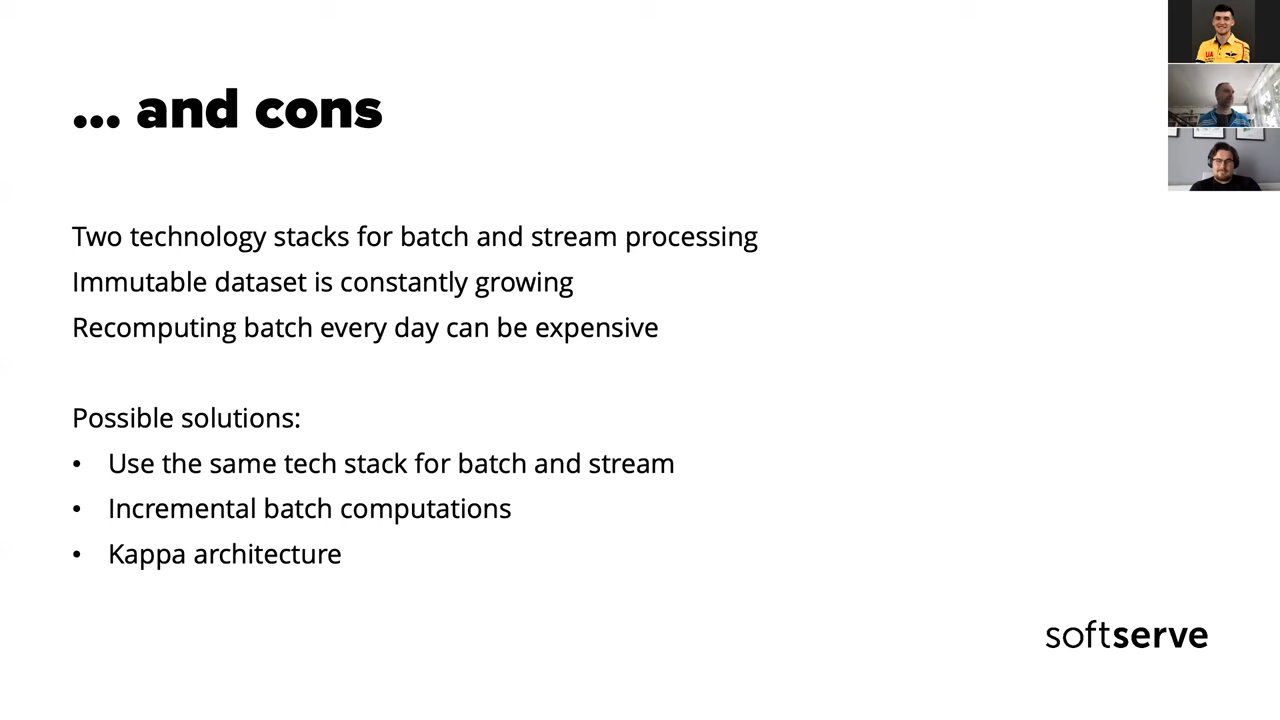 ... and cons
Two technology stacks for batch and stream processing
Immutable dataset is constantly growing
Recomputing batch every day can be expensive
Possible solutions:
• Use the same tech stack for batch and stream
• Incremental batch computations
• Kappa architecture
softserve
UA